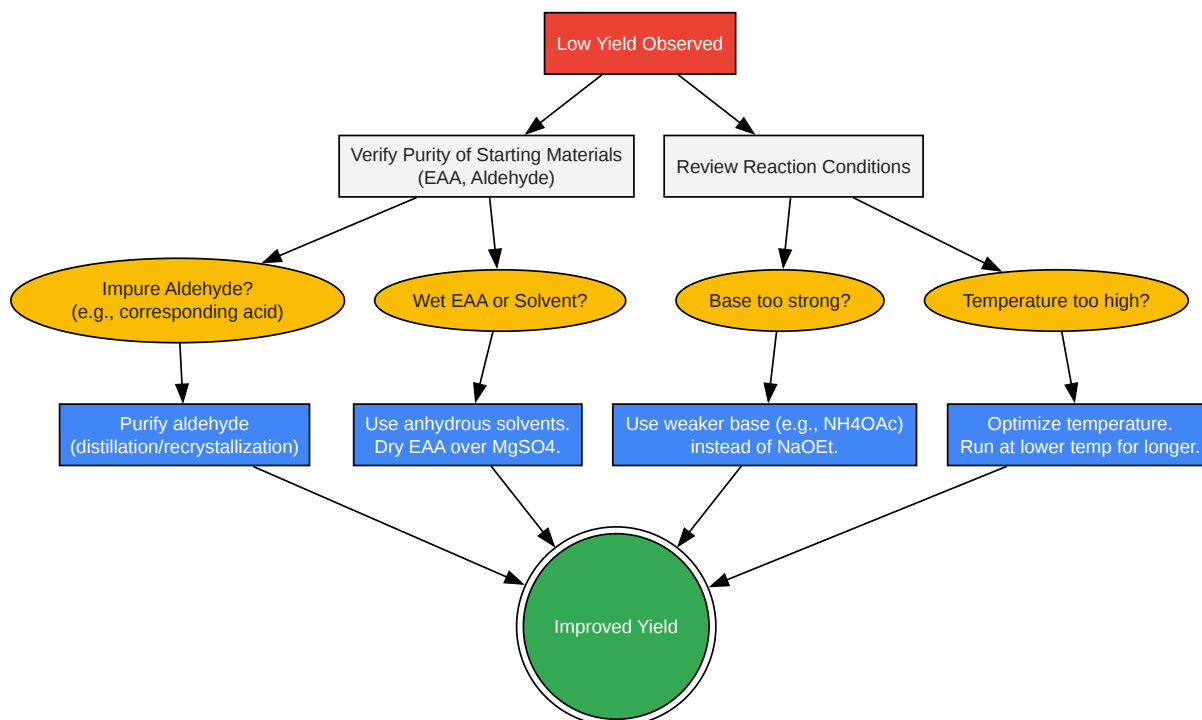 Low Yield Observed
Verify Purity of Starting Materials
(EAA, Aldehyde)
Review Reaction Conditions
Impure Aldehyde?
(e.g., corresponding acid)
Wet EAA or Solvent?
Base too strong?
Temperature too high?
Purify aldehyde
(distillation/recrystallization)
Use anhydrous solvents.
Dry EAA over MgSO4.
Use weaker base (e.g., NH4OAc)
instead of NaOEt.
Optimize temperature.
Run at lower temp for longer.
Improved Yield